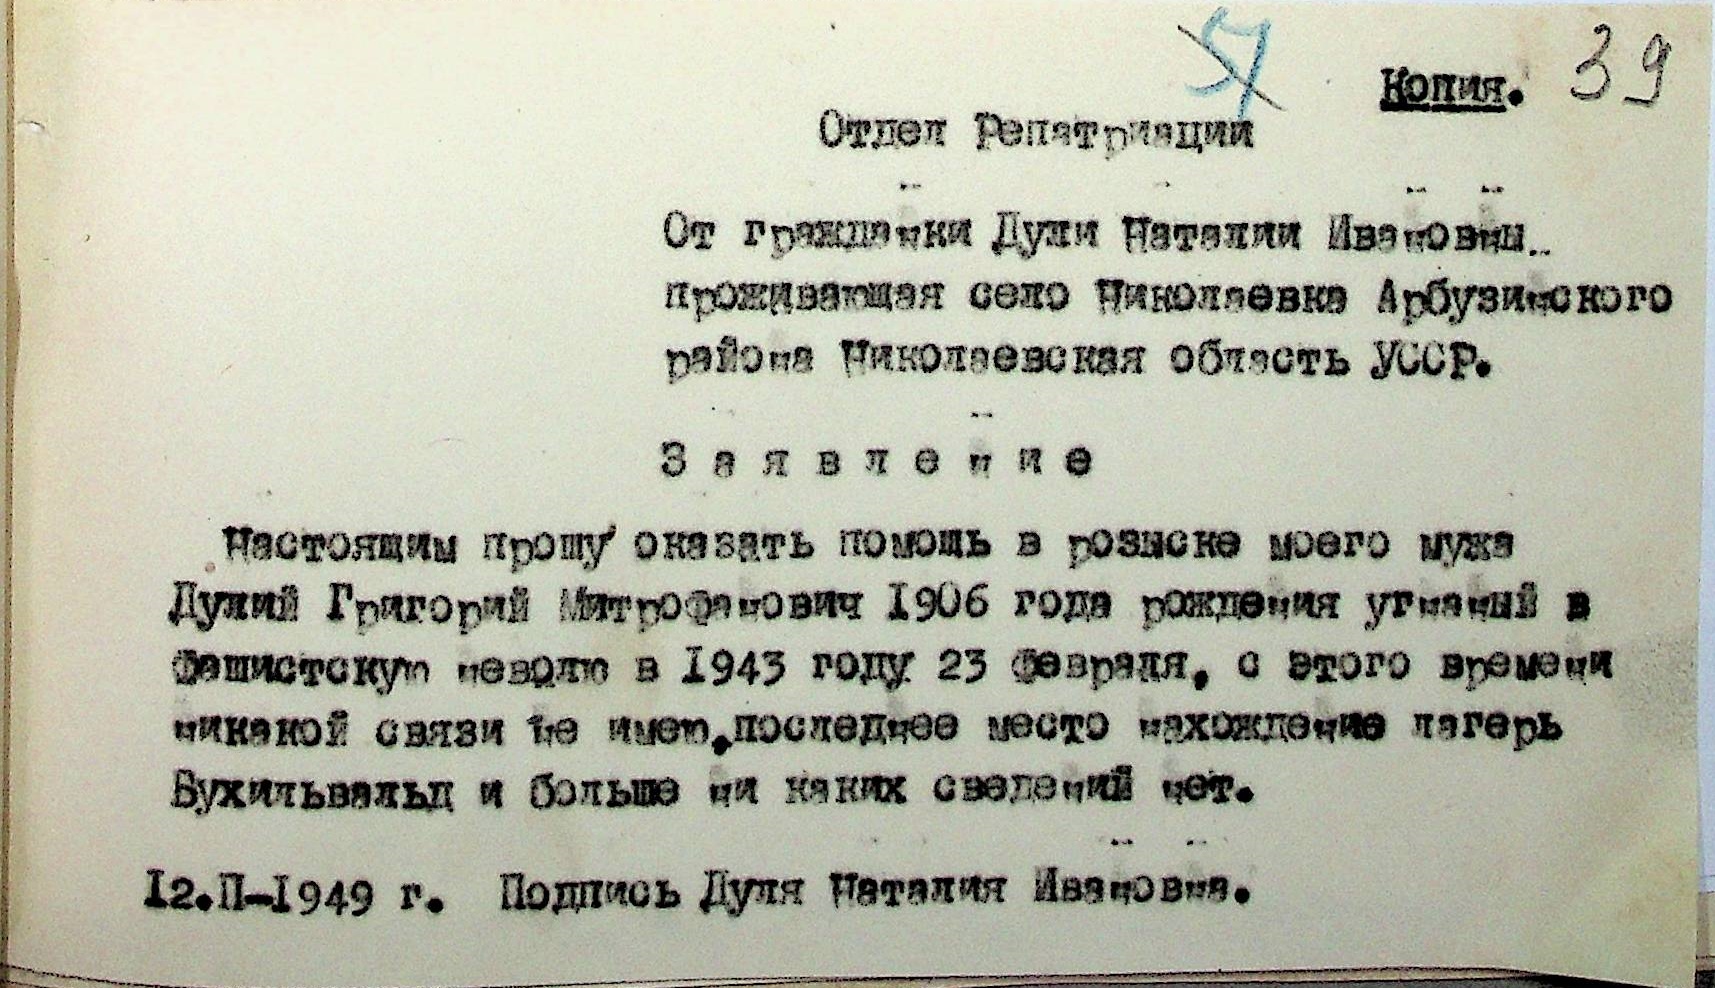 57
Копия. 39
Отдел Репатриации
От гражданки Дули Наталии Ивановны
проживающая село Николаевка Арбузинского
района Николаевская область УССР.
Заявление
Настоящим прошу оказать помощь в розыске моего мужа
Дулий Григорий Митрофанович 1906 года рождения угнаный в
фашистскую неволю в 1943 году 23 февраля, с этого времени
никакой связи не имею, последнее место нахождение лагерь
Бухильвальд и больше ни каких сведений нет.
12.П-1949 г. Подпись Дуля Наталия Ивановна.